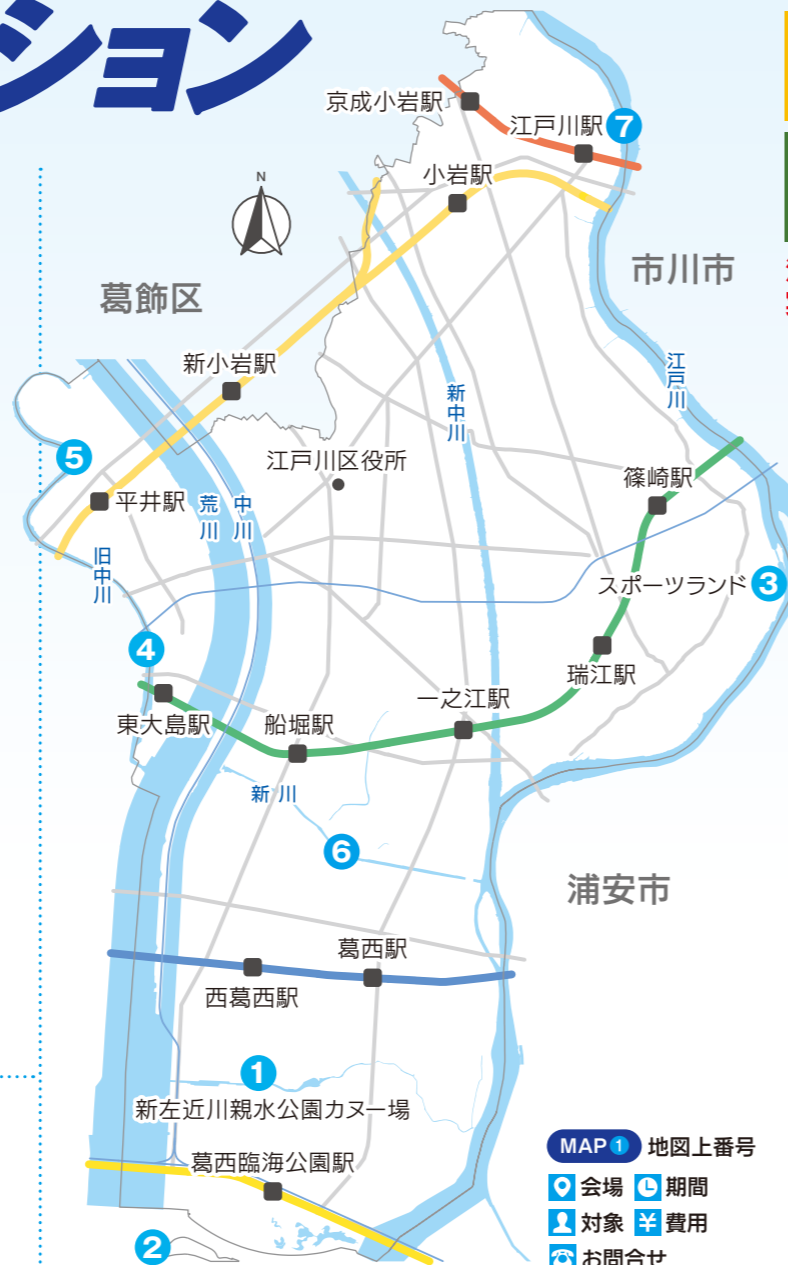 ション
京成小岩駅
江戸川駅 7
小岩駅
N
市川市
葛飾区
江戸川
新小岩駅
新中川
5
江戸川区役所
篠崎駅
平井駅
荒川
中川
旧中川
スポーツランド 3
4
瑞江駅
一之江駅
東大島駅
船堀駅
新川
6
浦安市
葛西駅
西葛西駅
1
新左近川親水公園カヌー場
MAP 1 地図上番号
葛西臨海公園駅
会場 期間
対象 ¥ 費用
2
お問合せ